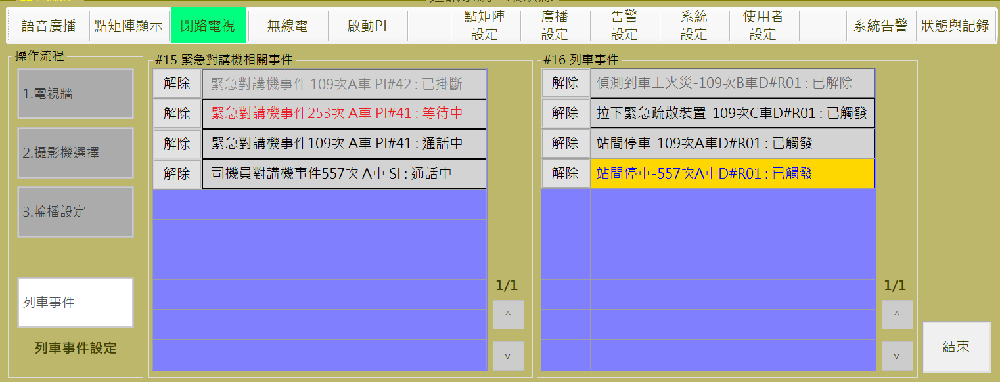 語音廣播
點矩陣顯示
閉路電視
無線電
啟動PI
點矩陣
設定
廣播
設定
告警
設定
系統
設定
使用者
設定
系統告警
狀態與記錄
操作流程
1.電視牆
2.攝影機選擇
3.輪播設定
列車事件
列車事件設定
#15 緊急對講機相關事件
解除 緊急對講機事件 109次A車 PI#42 : 已掛斷
解除 緊急對講機事件253次 A車 PI#41 : 等待中
解除 緊急對講機事件109次 A車 PI#41 : 通話中
解除 司機員對講機事件557次 A車 SI : 通話中
1/1
^
v
#16 列車事件
解除 偵測到車上火災-109次B車D#R01 : 已解除
解除 拉下緊急疏散裝置-109次C車D#R01 : 已觸發
解除 站間停車-109次A車D#R01 : 已觸發
解除 站間停車-557次A車D#R01 : 已觸發
1/1
^
v
結束